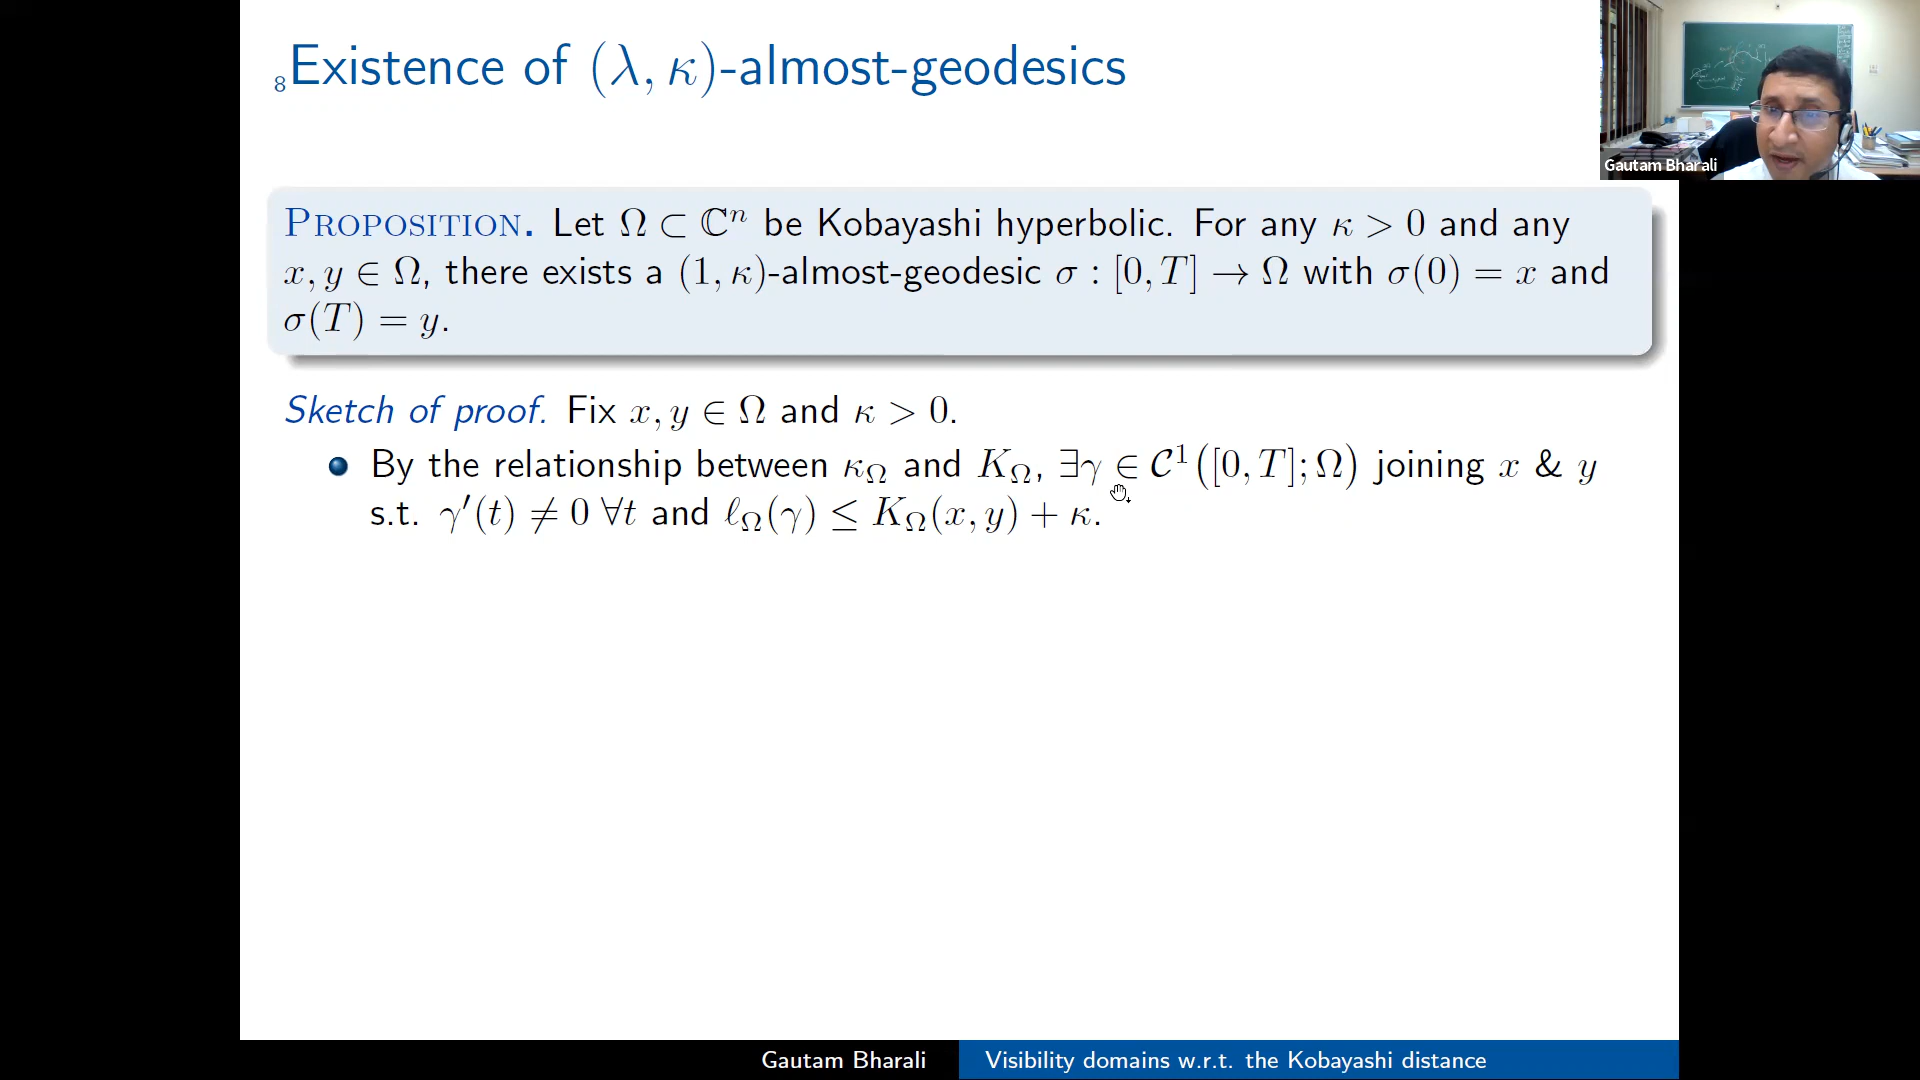 8 Existence of (λ, κ)-almost-geodesics
Gautam Bharali
PROPOSITION. Let Ω ⊂ ℂⁿ be Kobayashi hyperbolic. For any κ > 0 and any
x, y ∈ Ω, there exists a (1, κ)-almost-geodesic σ : [0, T] → Ω with σ(0) = x and
σ(T) = y.
Sketch of proof. Fix x, y ∈ Ω and κ > 0.
By the relationship between κ_Ω and K_Ω, ∃γ ∈ 𝒞¹([0, T]; Ω) joining x & y
s.t. γ′(t) ≠ 0 ∀t and ℓ_Ω(γ) ≤ K_Ω(x, y) + κ.
Gautam Bharali
Visibility domains w.r.t. the Kobayashi distance